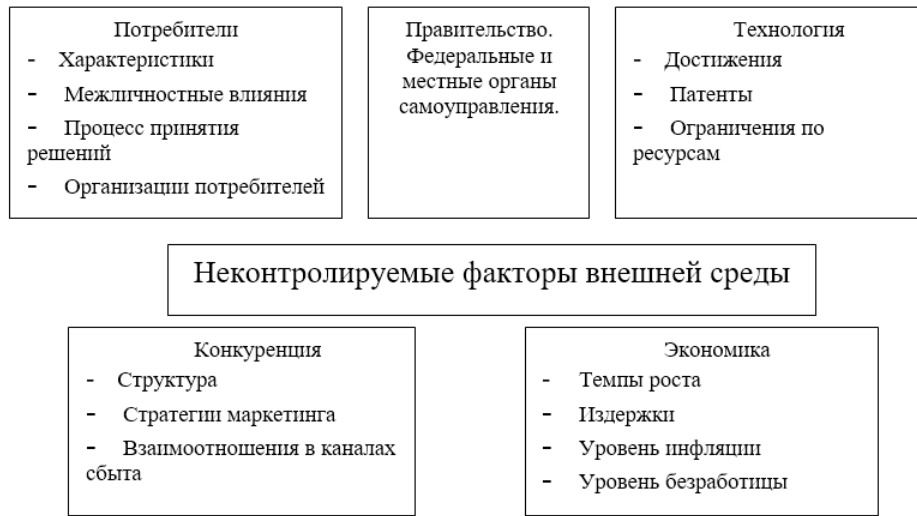 Потребители
- Характеристики
- Межличностные влияния
- Процесс принятия
решений
- Организации потребителей
Правительство.
Федеральные и
местные органы
самоуправления.
Технология
- Достижения
- Патенты
- Ограничения по
ресурсам
Неконтролируемые факторы внешней среды
Конкуренция
- Структура
- Стратегии маркетинга
- Взаимоотношения в каналах
сбыта
Экономика
- Темпы роста
- Издержки
- Уровень инфляции
- Уровень безработицы